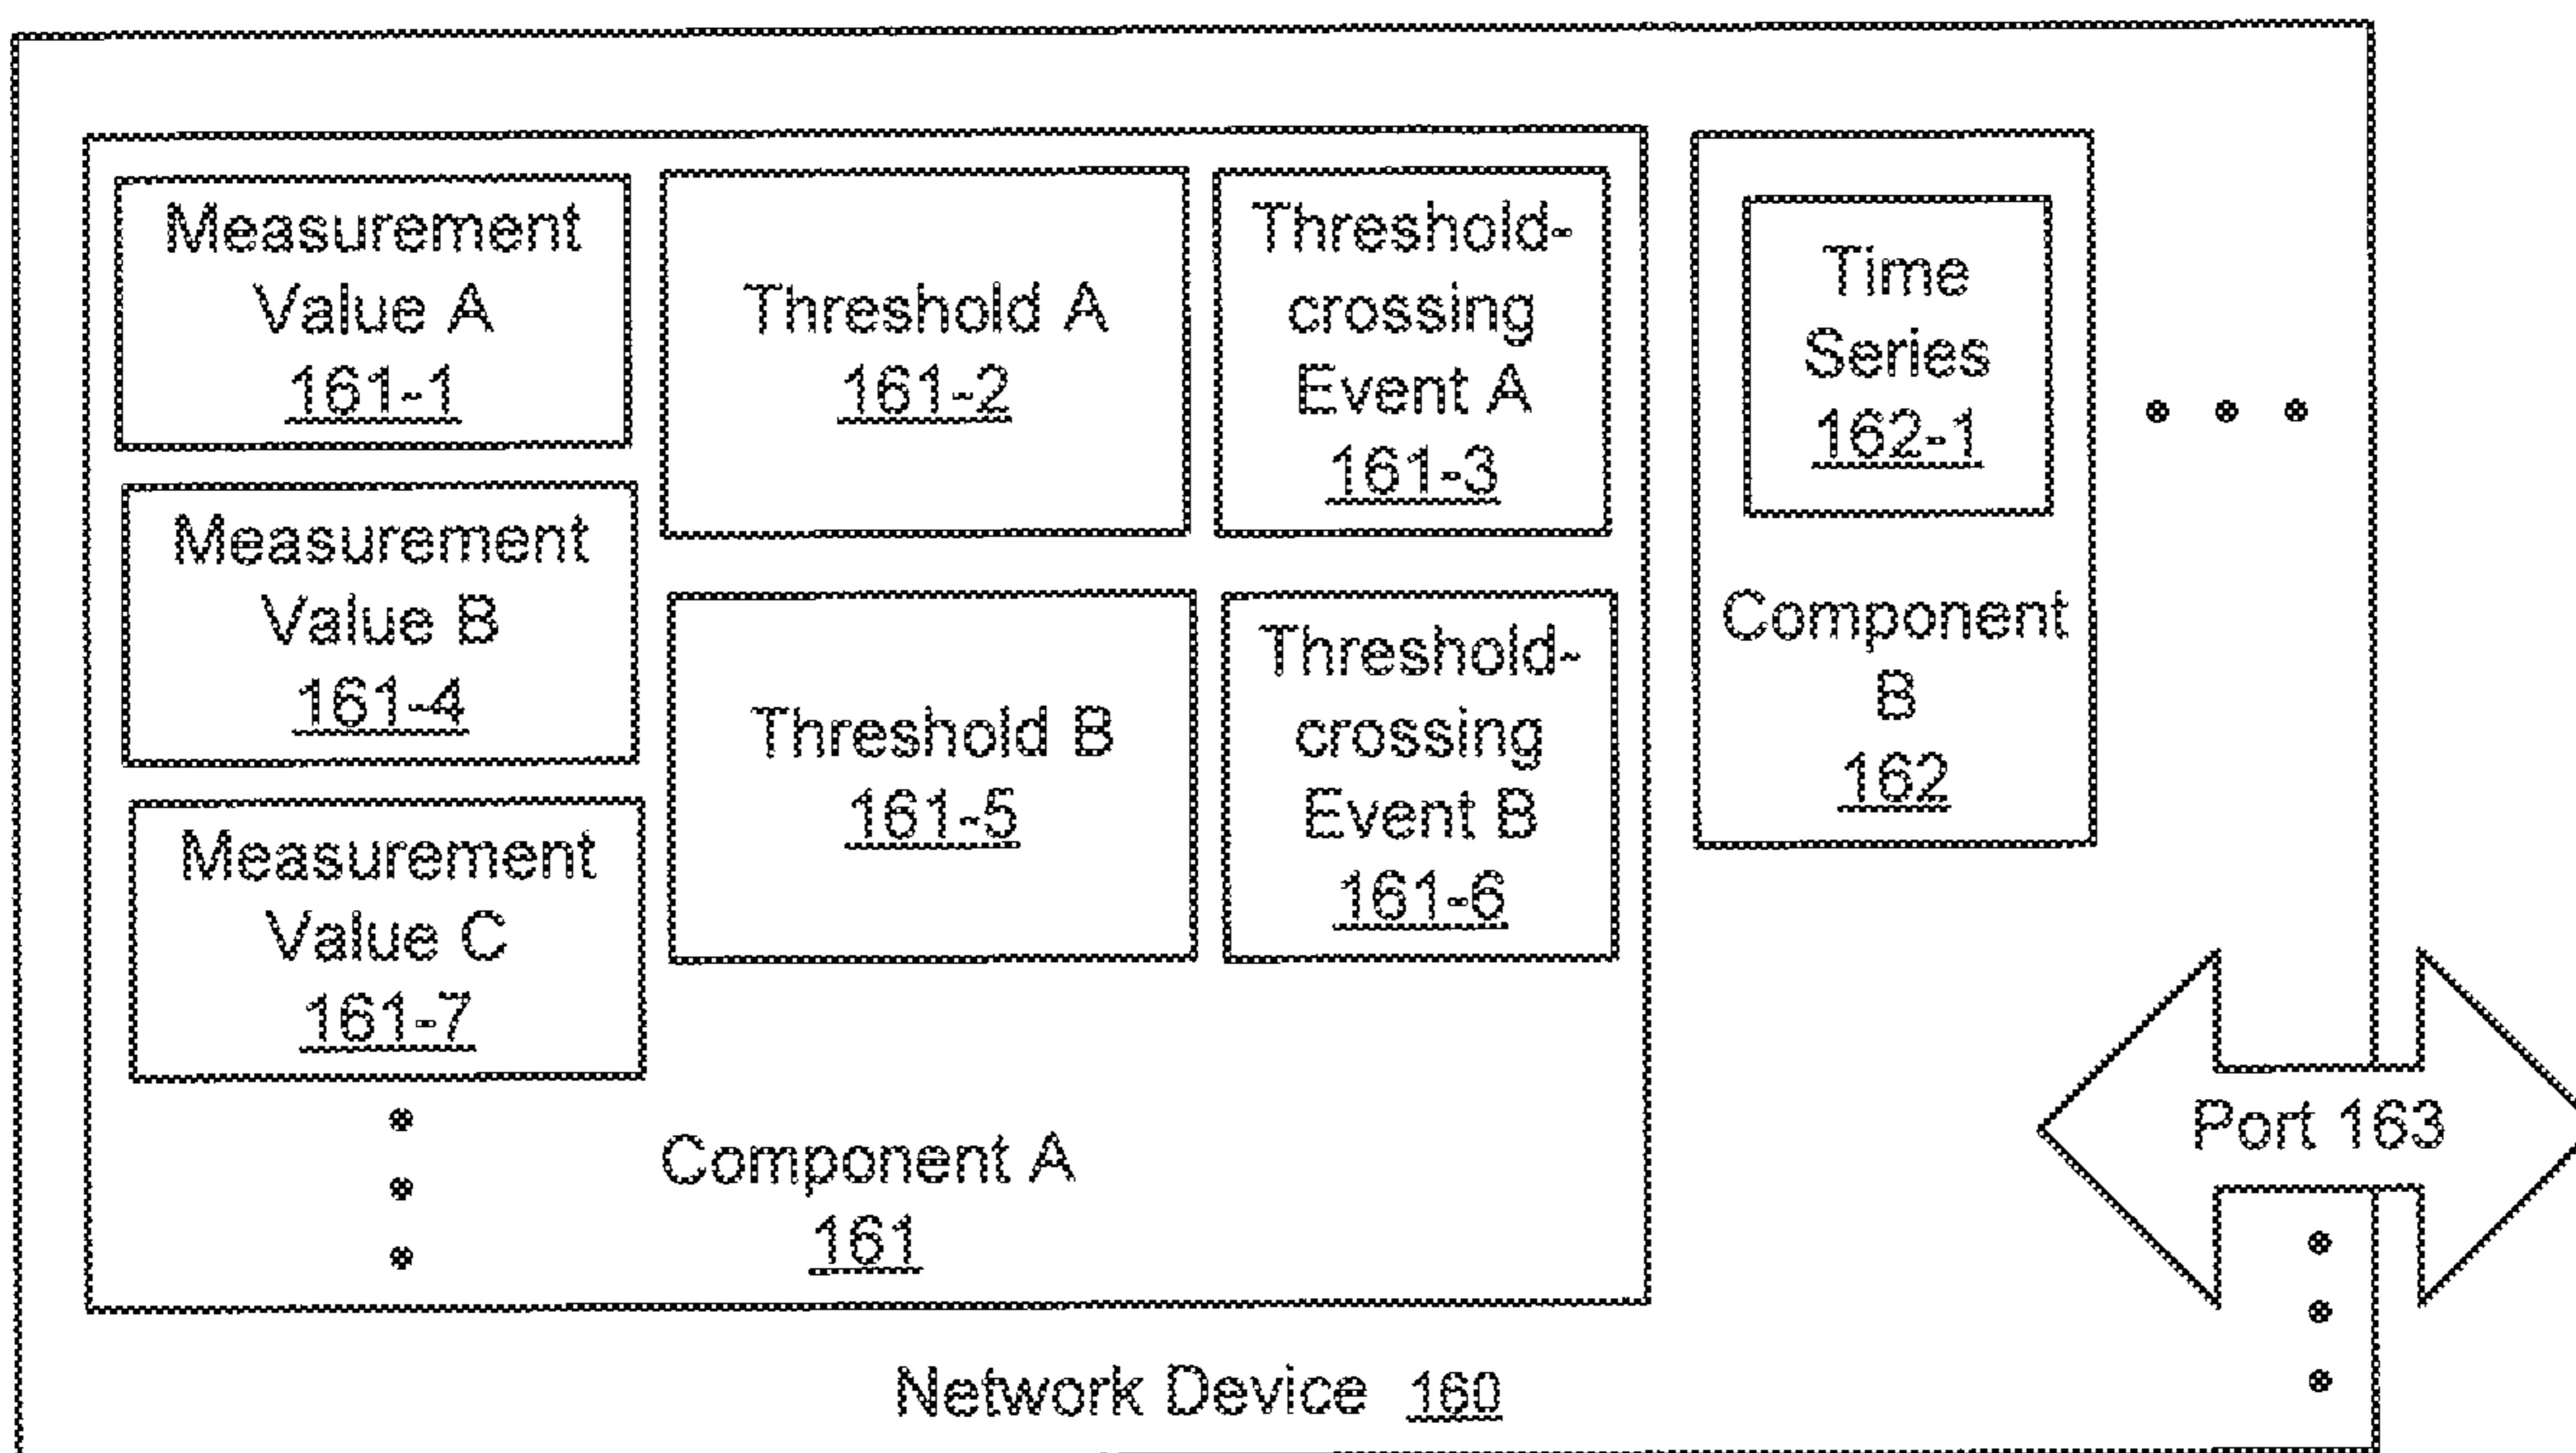 Measurement
Value A
161-1
Threshold A
161-2
Threshold-
crossing
Event A
161-3
Measurement
Value B
161-4
Threshold B
161-5
Threshold-
crossing
Event B
161-6
Measurement
Value C
161-7
Component A
161
Time
Series
162-1
Component
B
162
Port 163
Network Device 160